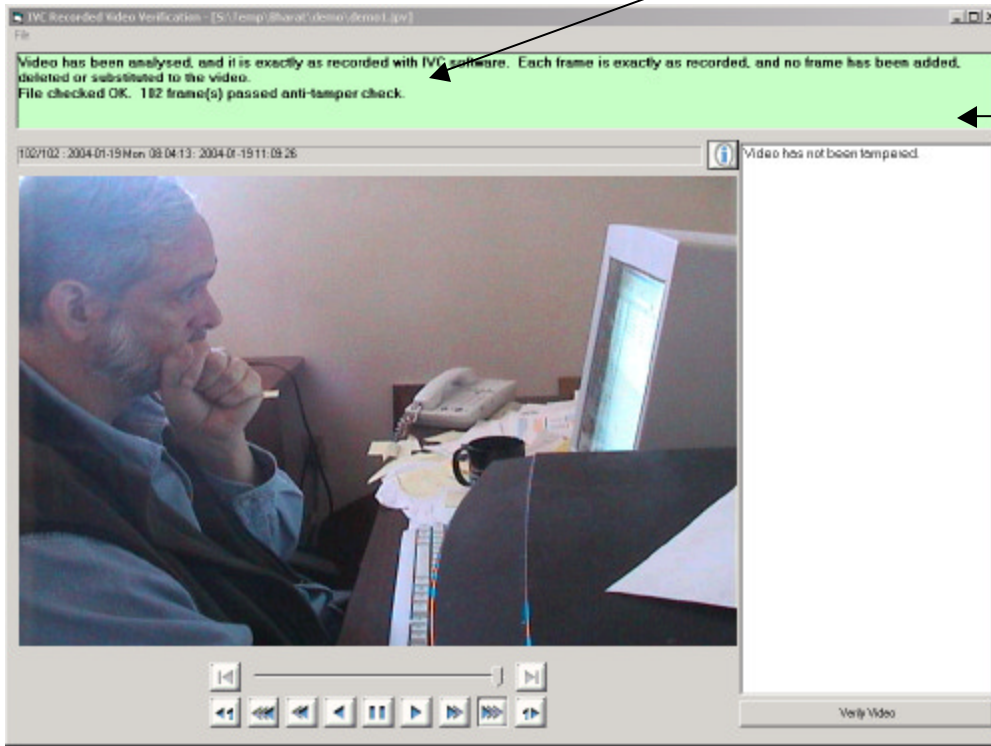 IVC Recorded Video Verification - [S:\Temp\Bharat\demo\demo1.jpv]
File
Video has been analysed, and it is exactly as recorded with IVC software. Each frame is exactly as recorded, and no frame has been added,
deleted or substituted to the video.
File checked OK. 102 frame(s) passed anti-tamper check.
102/102 : 2004-01-19 Mon 08:04:13 : 2004-01-19 11:09:26
Video has not been tampered.
Verify Video